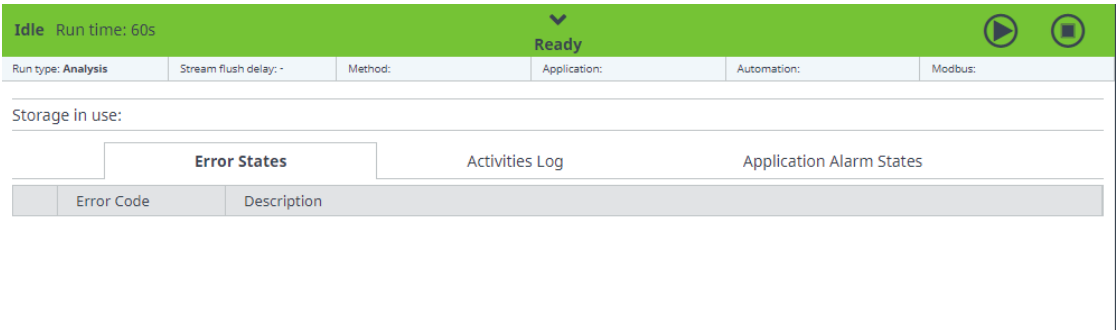 Idle Run time: 60s
Ready
Run type: Analysis Stream flush delay: - Method: Application: Automation: Modbus:
Storage in use:
Error States Activities Log Application Alarm States
Error Code Description